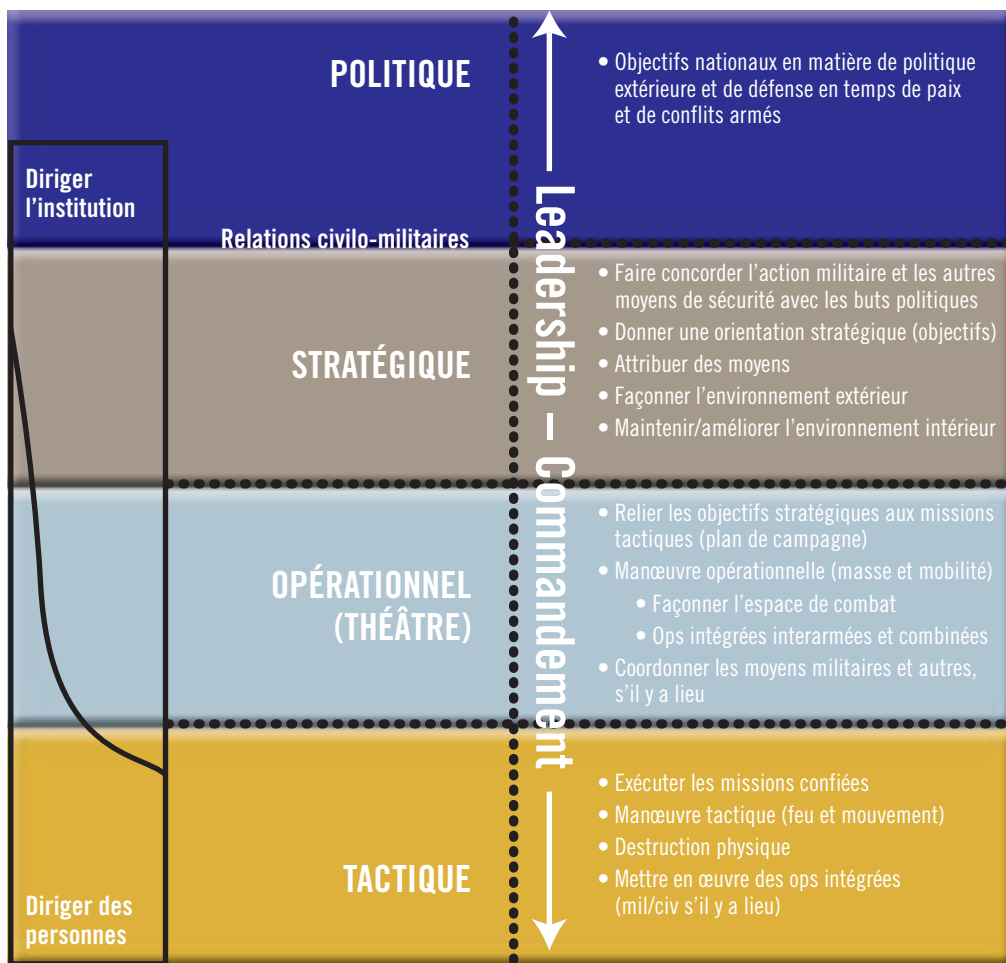 POLITIQUE
• Objectifs nationaux en matière de politique
extérieure et de défense en temps de paix
et de conflits armés
Diriger
l’institution
Relations civilo-militaires
Leadership – Commandement
STRATÉGIQUE
• Faire concorder l’action militaire et les autres
moyens de sécurité avec les buts politiques
• Donner une orientation stratégique (objectifs)
• Attribuer des moyens
• Façonner l’environnement extérieur
• Maintenir/améliorer l’environnement intérieur
OPÉRATIONNEL
(THÉÂTRE)
• Relier les objectifs stratégiques aux missions
tactiques (plan de campagne)
• Manœuvre opérationnelle (masse et mobilité)
• Façonner l’espace de combat
• Ops intégrées interarmées et combinées
• Coordonner les moyens militaires et autres,
s’il y a lieu
TACTIQUE
• Exécuter les missions confiées
• Manœuvre tactique (feu et mouvement)
• Destruction physique
• Mettre en œuvre des ops intégrées
(mil/civ s’il y a lieu)
Diriger des
personnes